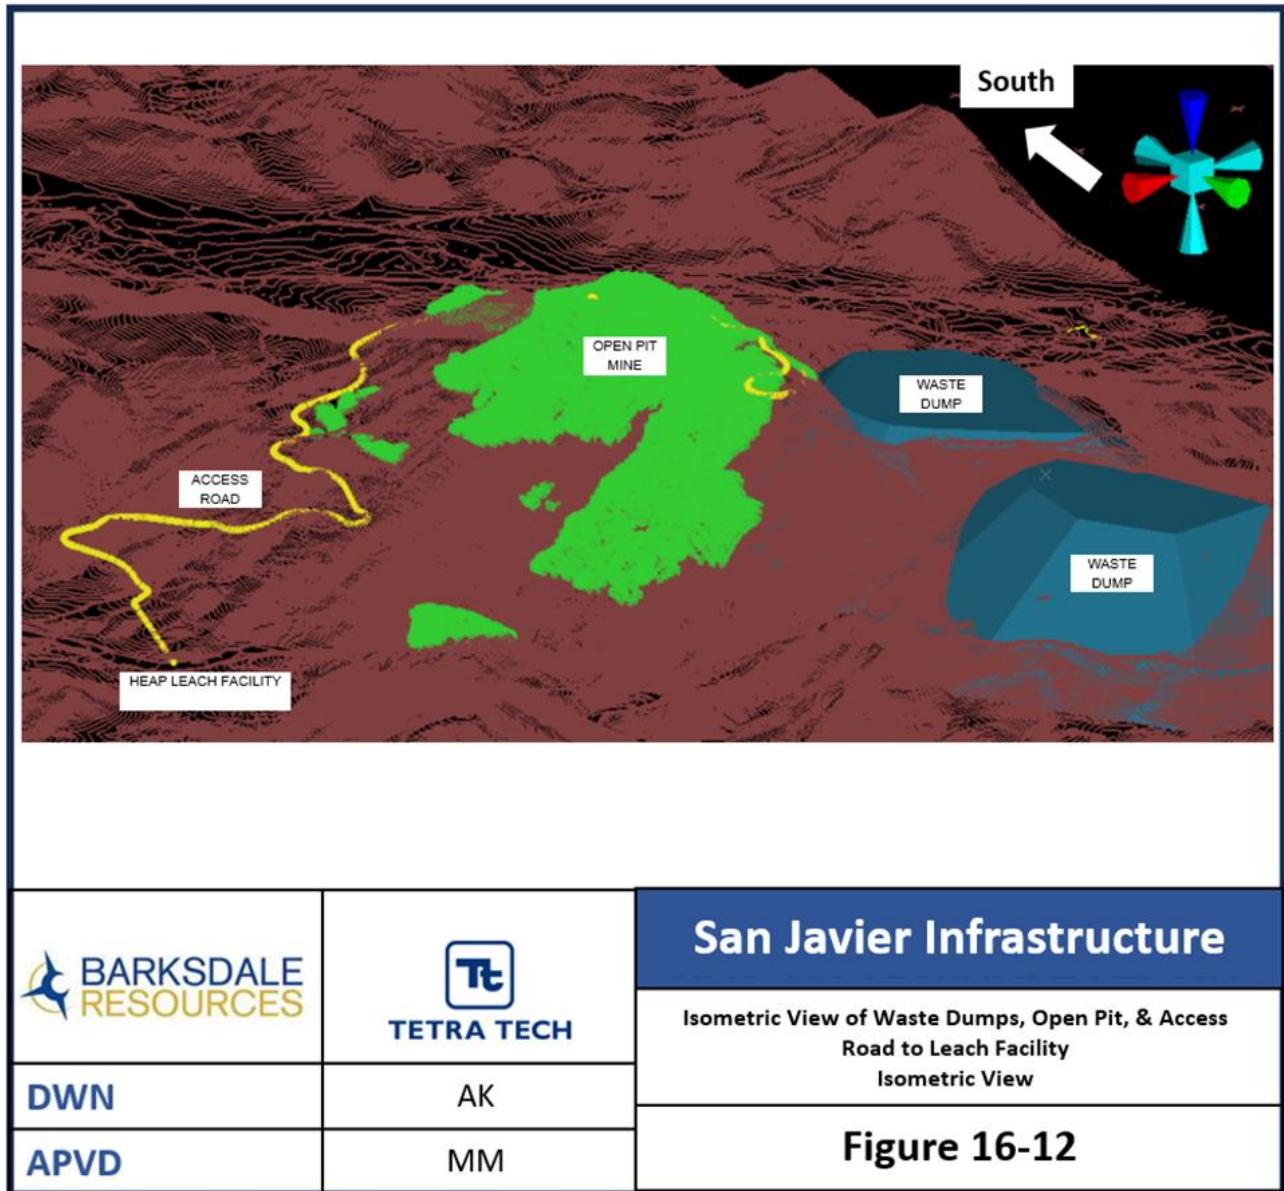 South
OPEN PIT
MINE
WASTE
DUMP
ACCESS
ROAD
WASTE
DUMP
HEAP LEACH FACILITY
BARKSDALE
RESOURCES
Tt
TETRA TECH
San Javier Infrastructure
Isometric View of Waste Dumps, Open Pit, & Access
Road to Leach Facility
Isometric View
DWN
AK
APVD
MM
Figure 16-12